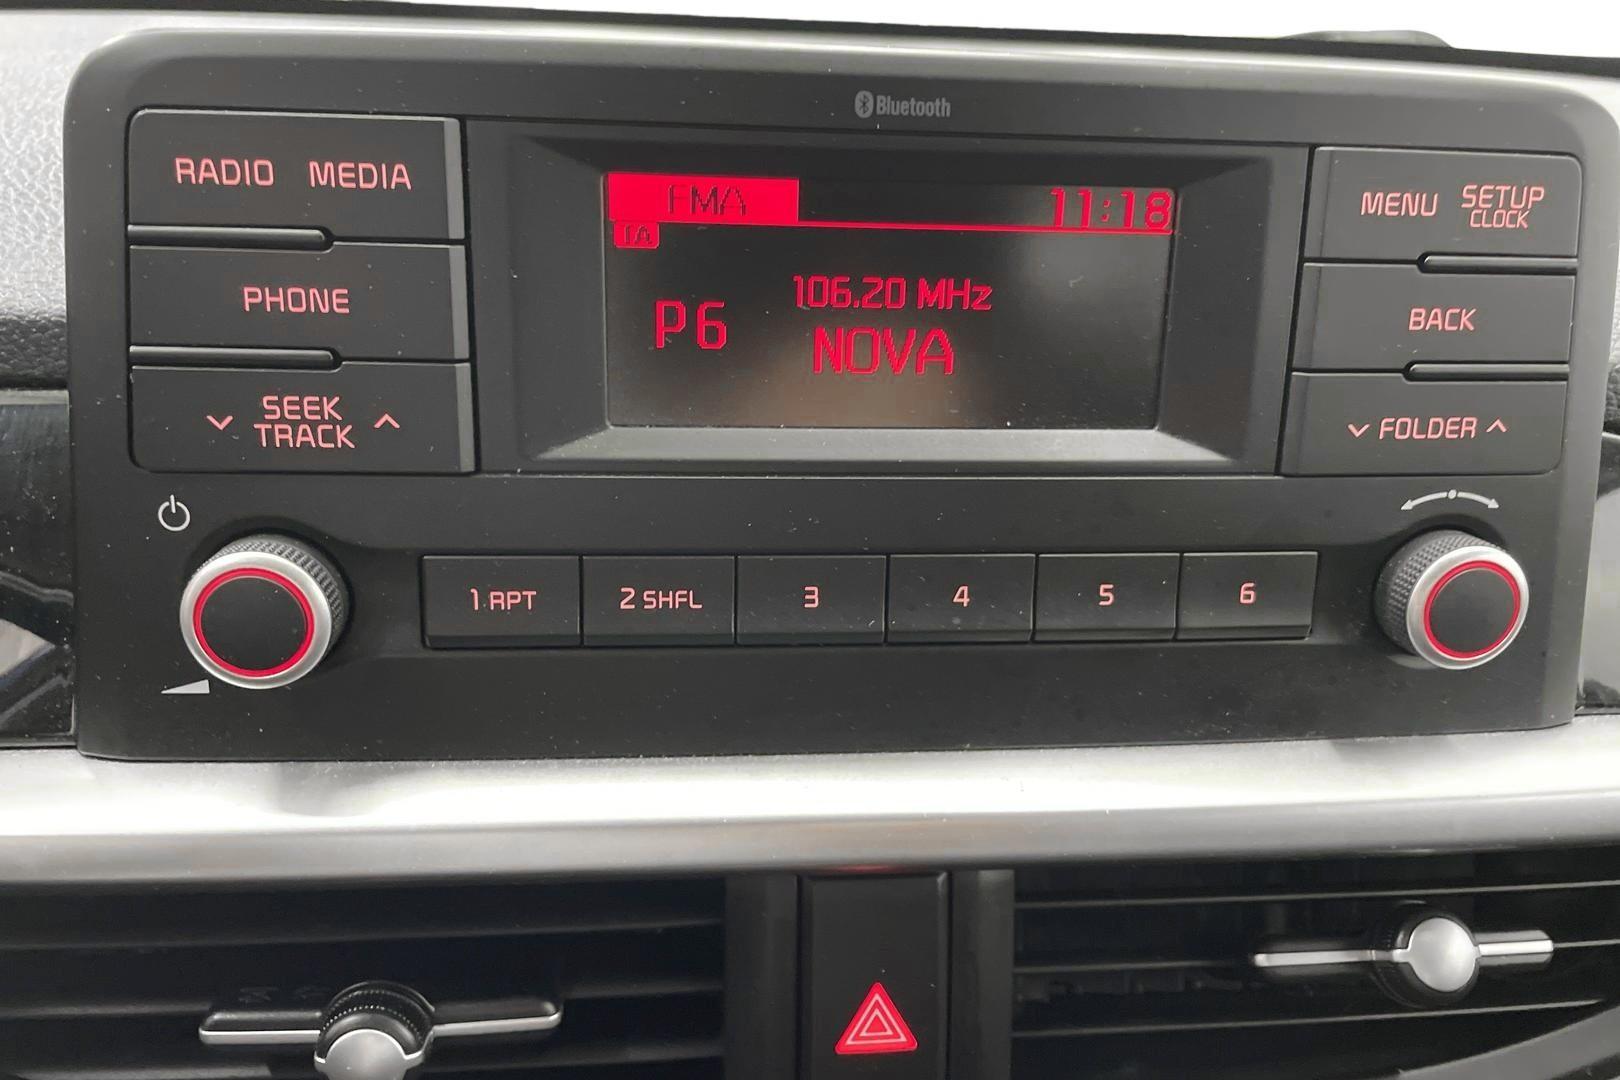 Bluetooth
RADIO MEDIA
PHONE
SEEK
TRACK
FMA 11:18
TA
106.20 MHz
P6 NOVA
MENU SETUP
CLOCK
BACK
FOLDER
1 RPT 2 SHFL 3 4 5 6